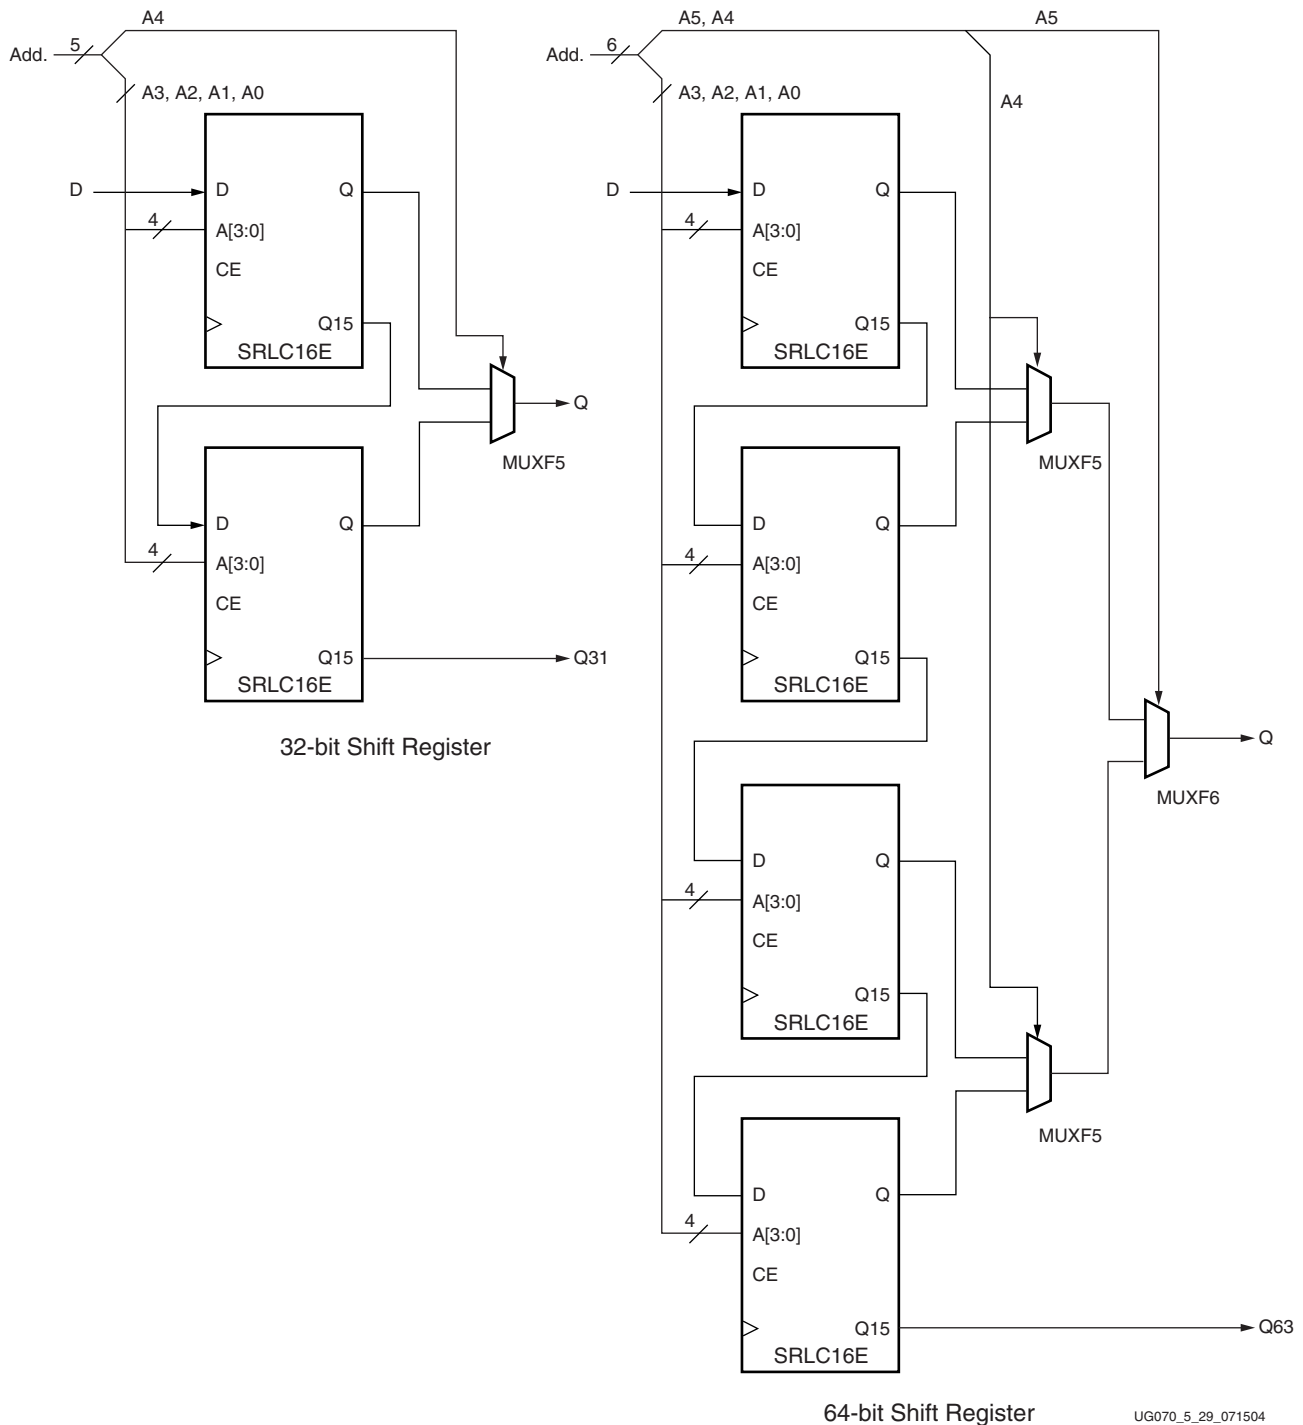 A4
Add.
5
A3, A2, A1, A0
D
D
Q
4
A[3:0]
CE
Q15
SRLC16E
Q
MUXF5
D
Q
4
A[3:0]
CE
Q15
Q31
SRLC16E
32-bit Shift Register
A5, A4
A5
Add.
6
A3, A2, A1, A0
A4
D
D
Q
4
A[3:0]
CE
Q15
SRLC16E
MUXF5
D
Q
4
A[3:0]
CE
Q15
SRLC16E
Q
MUXF6
D
Q
4
A[3:0]
CE
Q15
SRLC16E
MUXF5
D
Q
4
A[3:0]
CE
Q15
Q63
SRLC16E
64-bit Shift Register
UG070_5_29_071504